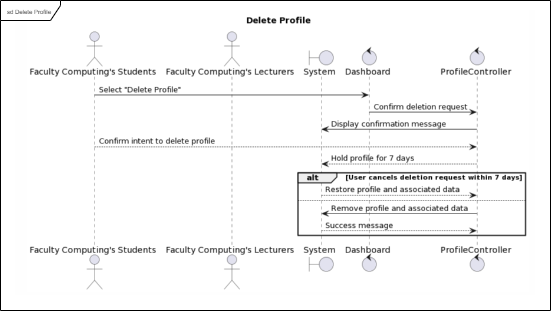 sd Delete Profile
Delete Profile
Faculty Computing's Students Faculty Computing's Lecturers System Dashboard ProfileController
Select "Delete Profile"
Confirm deletion request
Display confirmation message
Confirm intent to delete profile
Hold profile for 7 days
alt [User cancels deletion request within 7 days]
Restore profile and associated data
Remove profile and associated data
Success message
Faculty Computing's Students Faculty Computing's Lecturers System Dashboard ProfileController